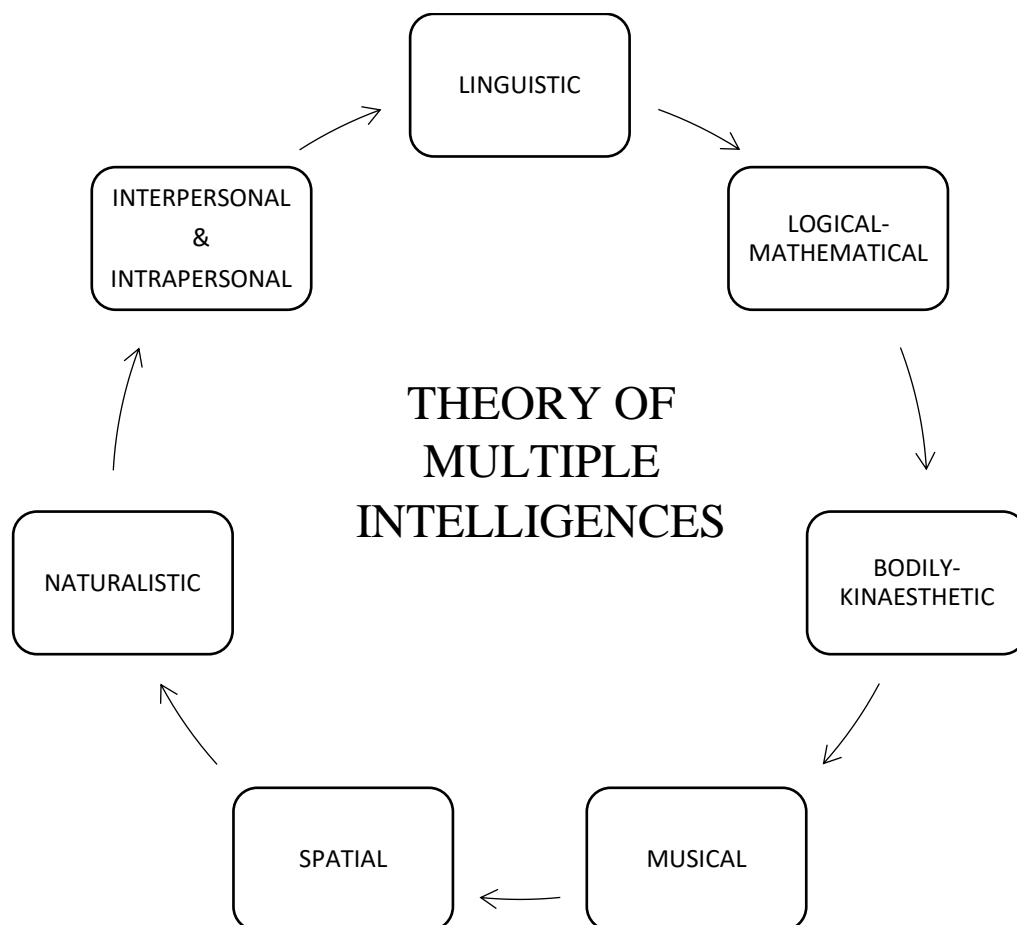 LINGUISTIC
LOGICAL-
MATHEMATICAL
BODILY-
KINAESTHETIC
MUSICAL
SPATIAL
NATURALISTIC
INTERPERSONAL
&
INTRAPERSONAL
THEORY OF
MULTIPLE
INTELLIGENCES